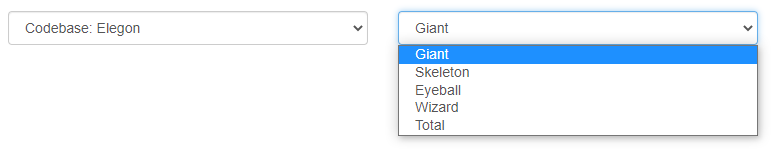 Codebase: Elegon
Giant
Giant
Skeleton
Eyeball
Wizard
Total